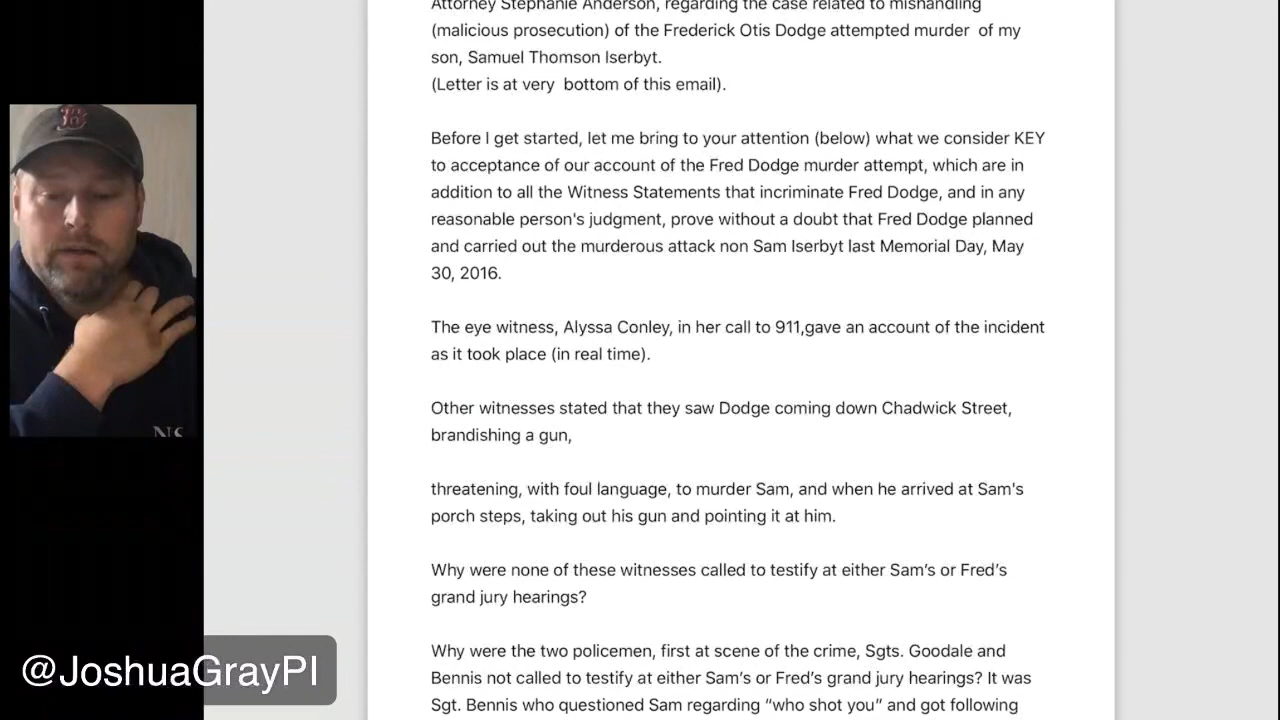 Attorney Stephanie Anderson, regarding the case related to mishandling
(malicious prosecution) of the Frederick Otis Dodge attempted murder  of my
son, Samuel Thomson Iserbyt.
(Letter is at very  bottom of this email).
Before I get started, let me bring to your attention (below) what we consider KEY
to acceptance of our account of the Fred Dodge murder attempt, which are in
addition to all the Witness Statements that incriminate Fred Dodge, and in any
reasonable person's judgment, prove without a doubt that Fred Dodge planned
and carried out the murderous attack non Sam Iserbyt last Memorial Day, May
30, 2016.
The eye witness, Alyssa Conley, in her call to 911,gave an account of the incident
as it took place (in real time).
Other witnesses stated that they saw Dodge coming down Chadwick Street,
brandishing a gun,
threatening, with foul language, to murder Sam, and when he arrived at Sam's
porch steps, taking out his gun and pointing it at him.
Why were none of these witnesses called to testify at either Sam’s or Fred’s
grand jury hearings?
Why were the two policemen, first at scene of the crime, Sgts. Goodale and
Bennis not called to testify at either Sam’s or Fred’s grand jury hearings? It was
Sgt. Bennis who questioned Sam regarding “who shot you” and got following
B
NS
@JoshuaGrayPI